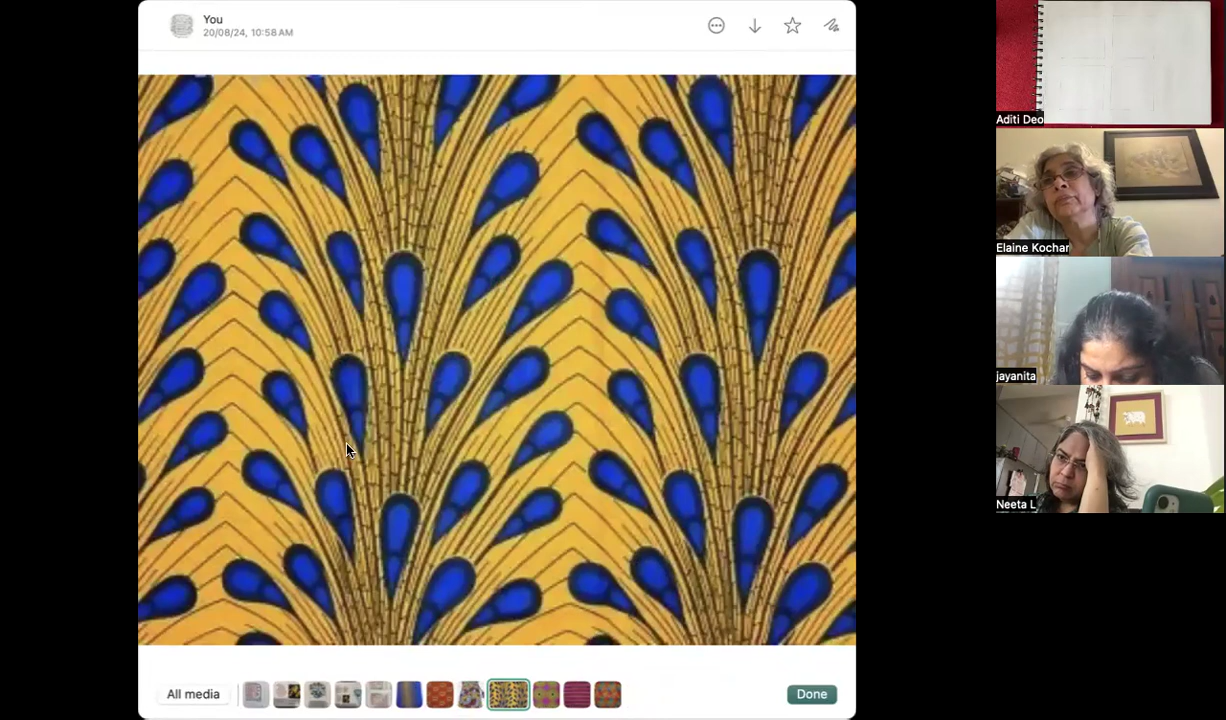 You
20/08/24, 10:58 AM
Aditi Deo
Elaine Kochar
jayanita
Neeta L
All media
Done